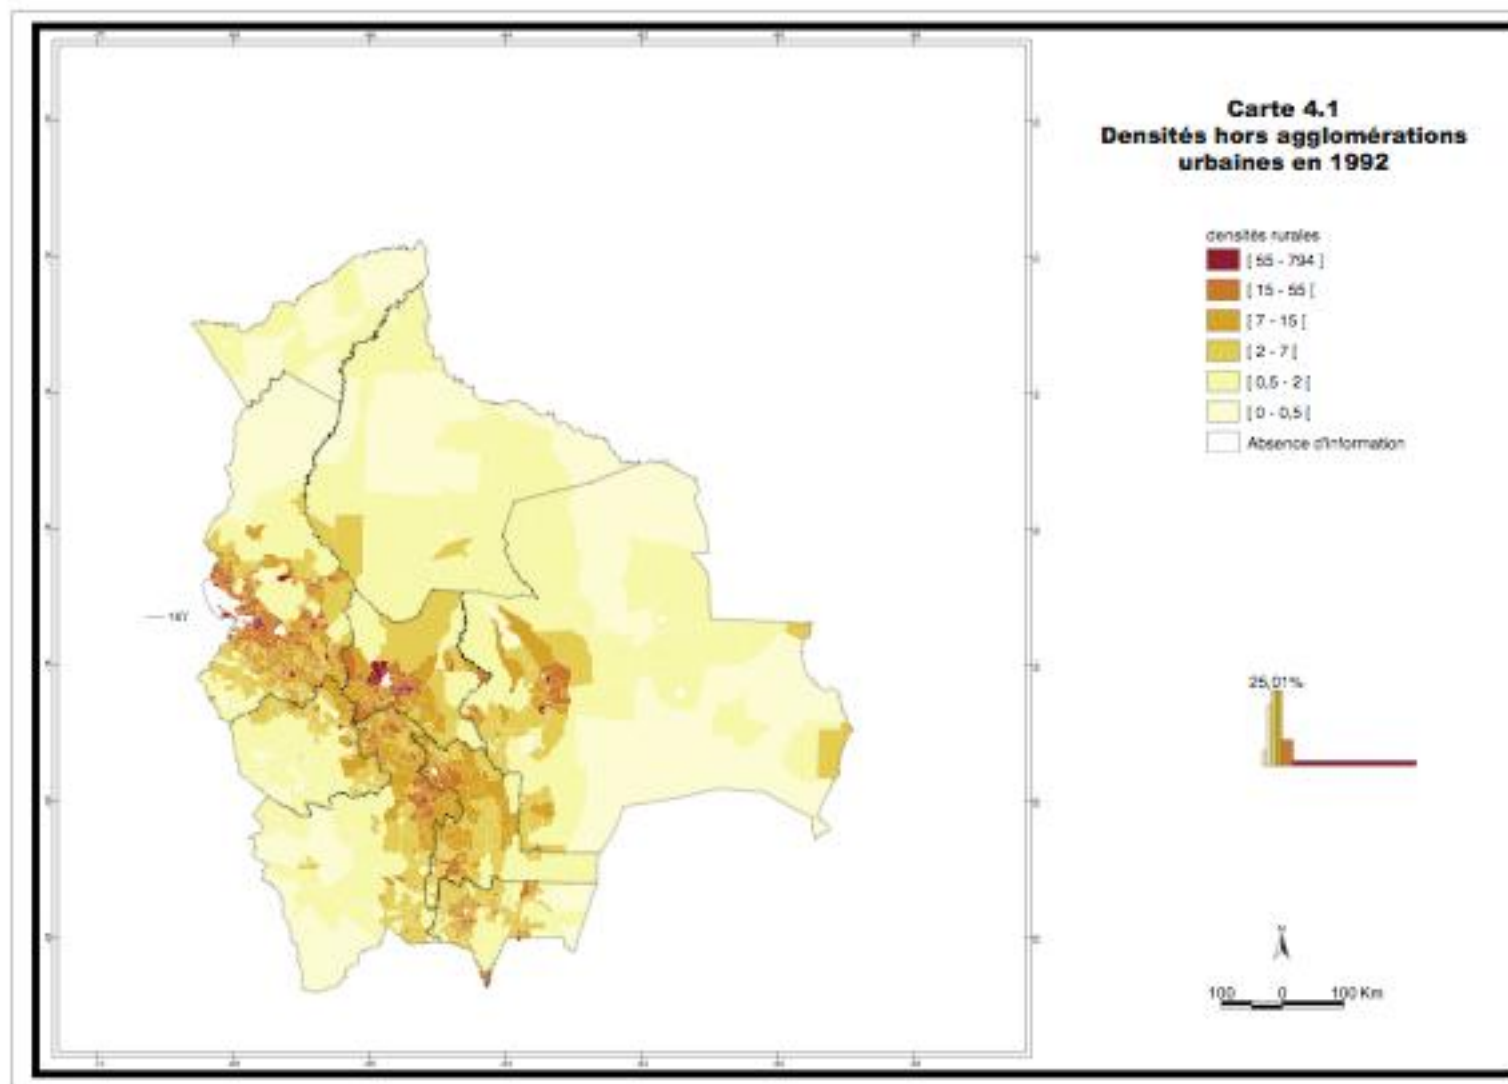 Carte 4.1
Densités hors agglomérations
urbaines en 1992
densités rurales
[ 55 - 794 ]
[ 15 - 55 [
[ 7 - 15 [
[ 2 - 7 [
[ 0,5 - 2 [
[ 0 - 0,5 [
Absence d'information
25,01%
N
100 0 100 Km